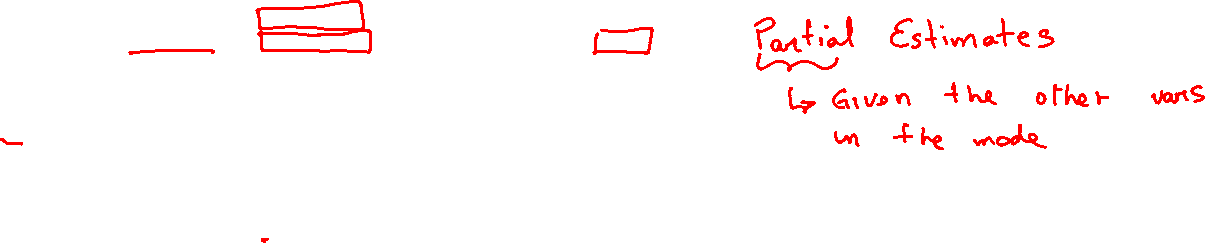 Partial Estimates
↳ Given the other vars
in the mode